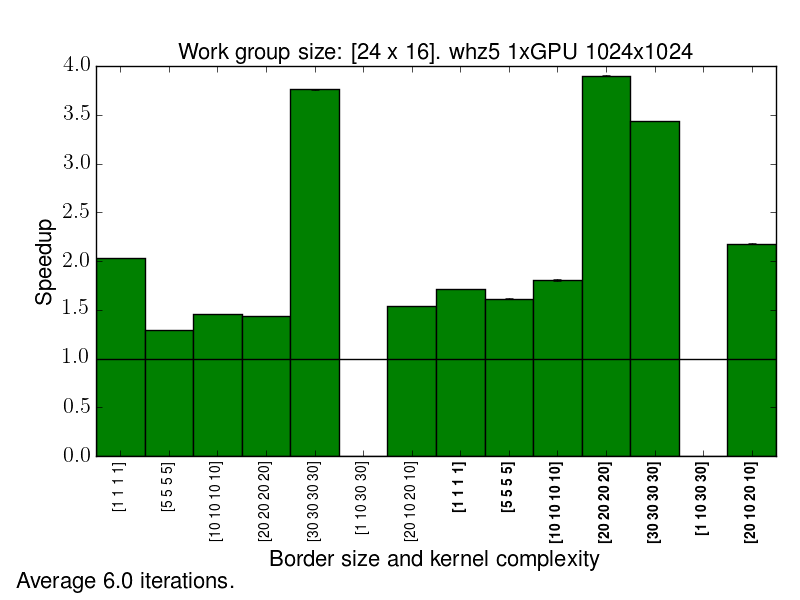 Work group size: [24 x 16]. whz5 1xGPU 1024x1024
4.0
3.5
3.0
2.5
2.0
1.5
1.0
0.5
0.0
Speedup
[1 1 1 1]
[5 5 5 5]
[10 10 10 10]
[20 20 20 20]
[30 30 30 30]
[1 10 30 30]
[20 10 20 10]
[1 1 1 1]
[5 5 5 5]
[10 10 10 10]
[20 20 20 20]
[30 30 30 30]
[1 10 30 30]
[20 10 20 10]
Border size and kernel complexity
Average 6.0 iterations.